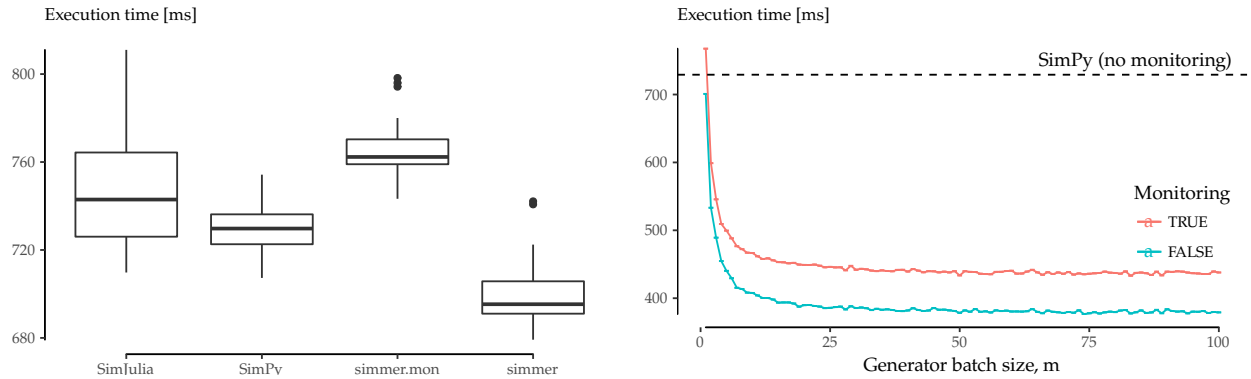 Execution time [ms]
800
760
720
680
SimJulia
SimPy
simmer.mon
simmer
Execution time [ms]
SimPy (no monitoring)
700
600
500
400
Monitoring
a TRUE
a FALSE
0
25
50
75
100
Generator batch size, m